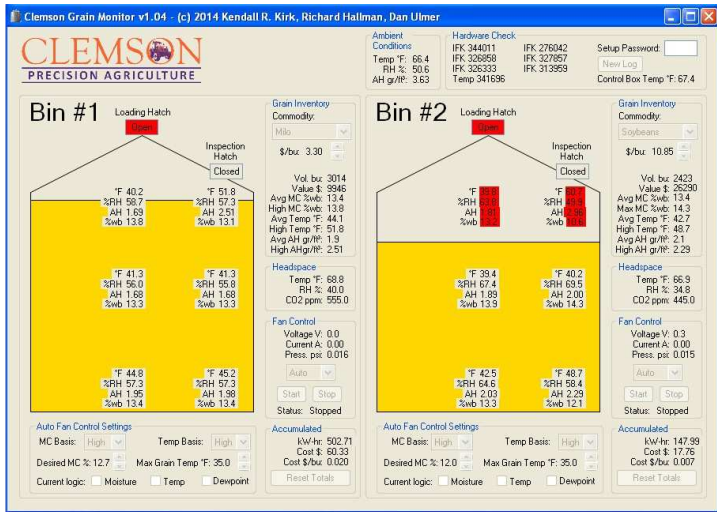 Clemson Grain Monitor v1.04 - (c) 2014 Kendall R. Kirk, Richard Hallman, Dan Ulmer
CLEMSON
PRECISION AGRICULTURE
Ambient Conditions
Temp °F: 66.4
RH %: 50.6
AH gr/ft³: 3.63
Hardware Check
IFK 344011 IFK 276042
IFK 326858 IFK 327857
IFK 326333 IFK 313959
Temp 341696
Setup Password:
New Log
Control Box Temp °F: 67.4
Bin #1
Loading Hatch
Open
Inspection Hatch
Closed
°F 40.2 °F 51.8
%RH 58.7 %RH 57.3
AH 1.69 AH 2.51
%wb 13.8 %wb 13.1
°F 41.3 °F 41.3
%RH 56.0 %RH 55.8
AH 1.68 AH 1.68
%wb 13.3 %wb 13.3
°F 44.8 °F 45.2
%RH 57.3 %RH 57.3
AH 1.95 AH 1.98
%wb 13.4 %wb 13.4
Grain Inventory
Commodity:
Milo
$/bu: 3.30
Vol. bu: 3014
Value $: 9946
Avg MC %wb: 13.4
High MC %wb: 13.8
Avg Temp °F: 44.1
High Temp °F: 51.8
Avg AH gr/ft³: 1.9
High AHgr/ft³: 2.51
Headspace
Temp °F: 68.8
RH %: 40.0
CO2 ppm: 555.0
Fan Control
Voltage V: 0.0
Current A: 0.00
Press. psi: 0.016
Auto
Start Stop
Status: Stopped
Auto Fan Control Settings
MC Basis: High Temp Basis: High
Desired MC %: 12.7 Max Grain Temp °F: 35.0
Current logic: Moisture Temp Dewpoint
Accumulated
kW-hr: 502.71
Cost $: 60.33
Cost $/bu: 0.020
Reset Totals
Bin #2
Loading Hatch
Open
Inspection Hatch
Closed
°F 39.8 °F 60.7
%RH %RH 49.9
AH 1.81 AH 2.96
%wb 13.2 %wb 10.6
°F 39.4 °F 40.2
%RH 67.4 %RH 69.5
AH 1.89 AH 2.00
%wb 13.9 %wb 14.3
°F 42.5 °F 48.7
%RH 64.6 %RH 58.4
AH 2.03 AH 2.29
%wb 13.3 %wb 12.1
Grain Inventory
Commodity:
Soybeans
$/bu: 10.85
Vol. bu: 2423
Value $: 26290
Avg MC %wb: 13.4
Max MC %wb: 14.3
Avg Temp °F: 42.7
High Temp °F: 48.7
Avg AH gr/ft³: 2.1
High AH gr/ft³: 2.29
Headspace
Temp °F: 66.9
RH %: 34.8
CO2 ppm: 445.0
Fan Control
Voltage V: 0.3
Current A: 0.00
Press. psi: 0.015
Auto
Start Stop
Status: Stopped
Auto Fan Control Settings
MC Basis: High Temp Basis: High
Desired MC %: 12.0 Max Grain Temp °F: 35.0
Current logic: Moisture Temp Dewpoint
Accumulated
kW-hr: 147.99
Cost $: 17.76
Cost $/bu: 0.007
Reset Totals